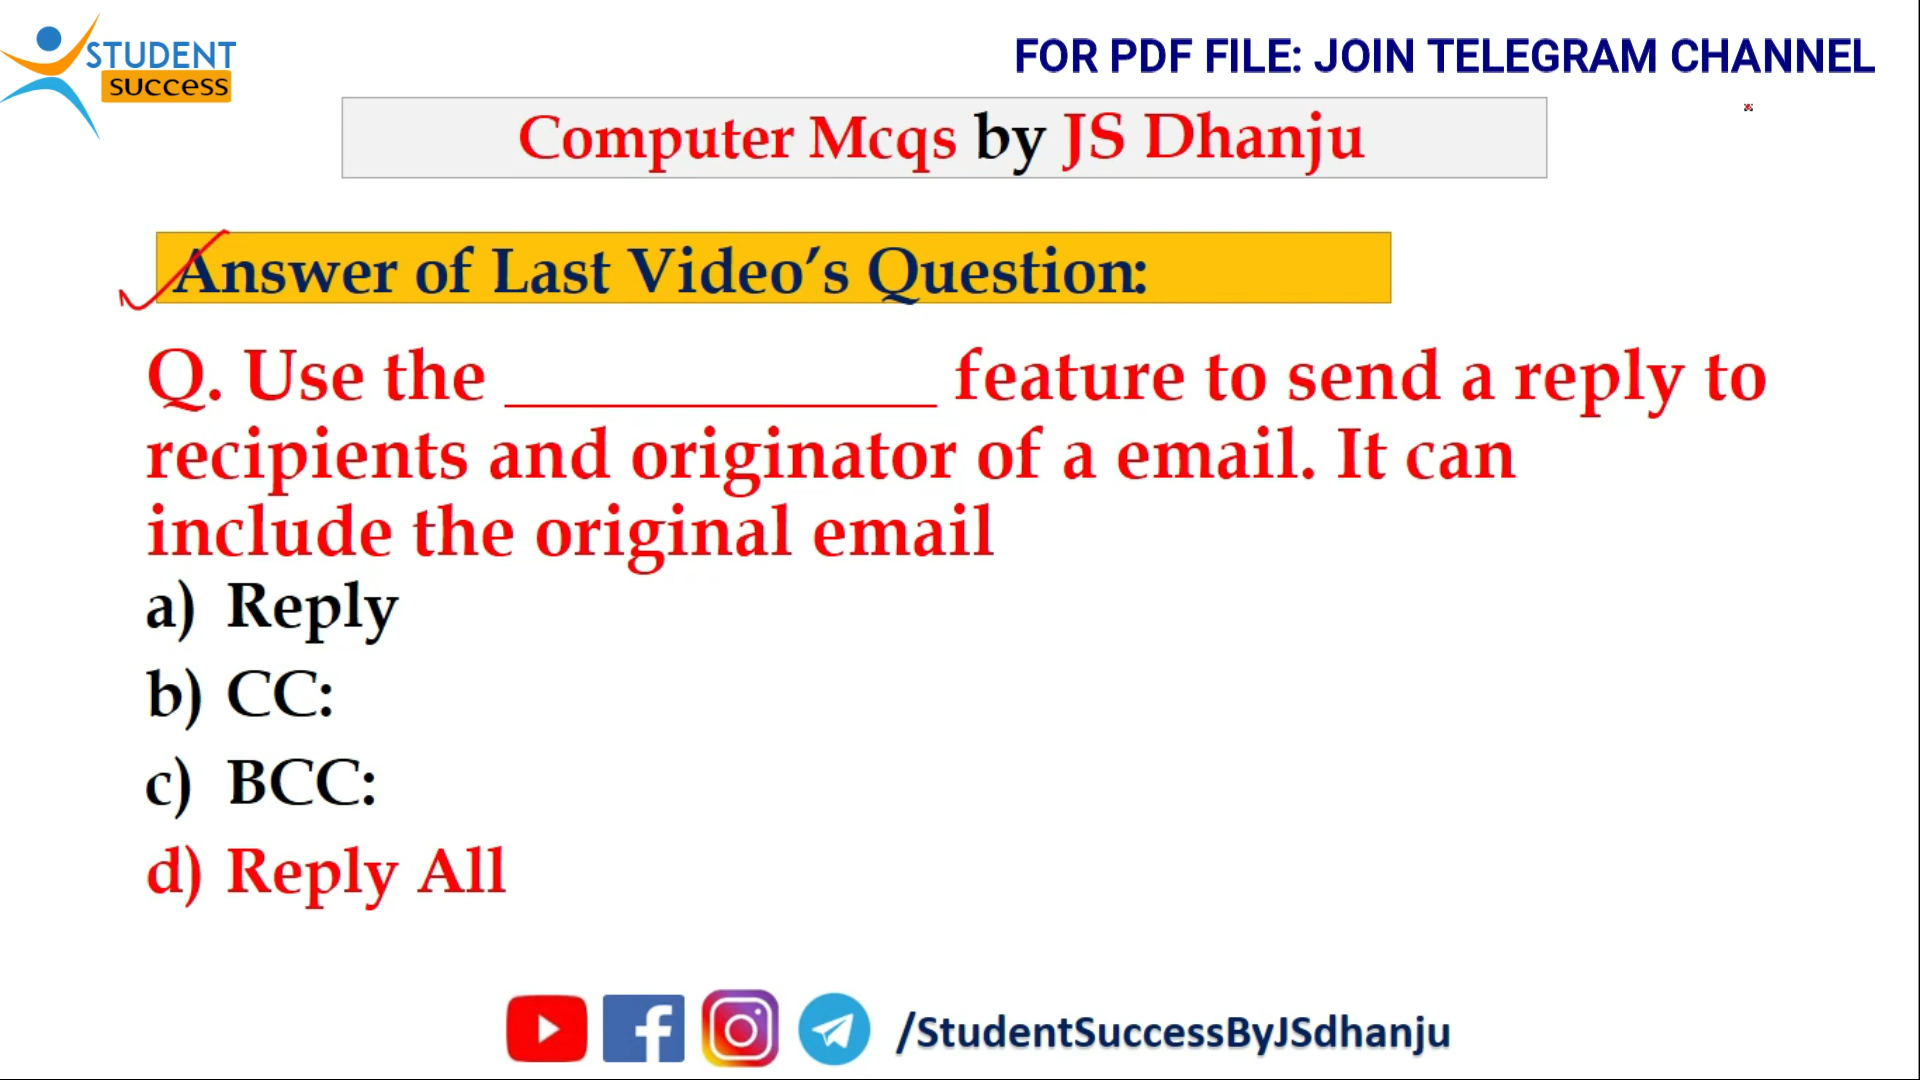 STUDENT
success
FOR PDF FILE: JOIN TELEGRAM CHANNEL
Computer Mcqs by JS Dhanju
Answer of Last Video’s Question:
Q. Use the ______________ feature to send a reply to
recipients and originator of a email. It can
include the original email
a) Reply
b) CC:
c) BCC:
d) Reply All
/StudentSuccessByJSdhanju